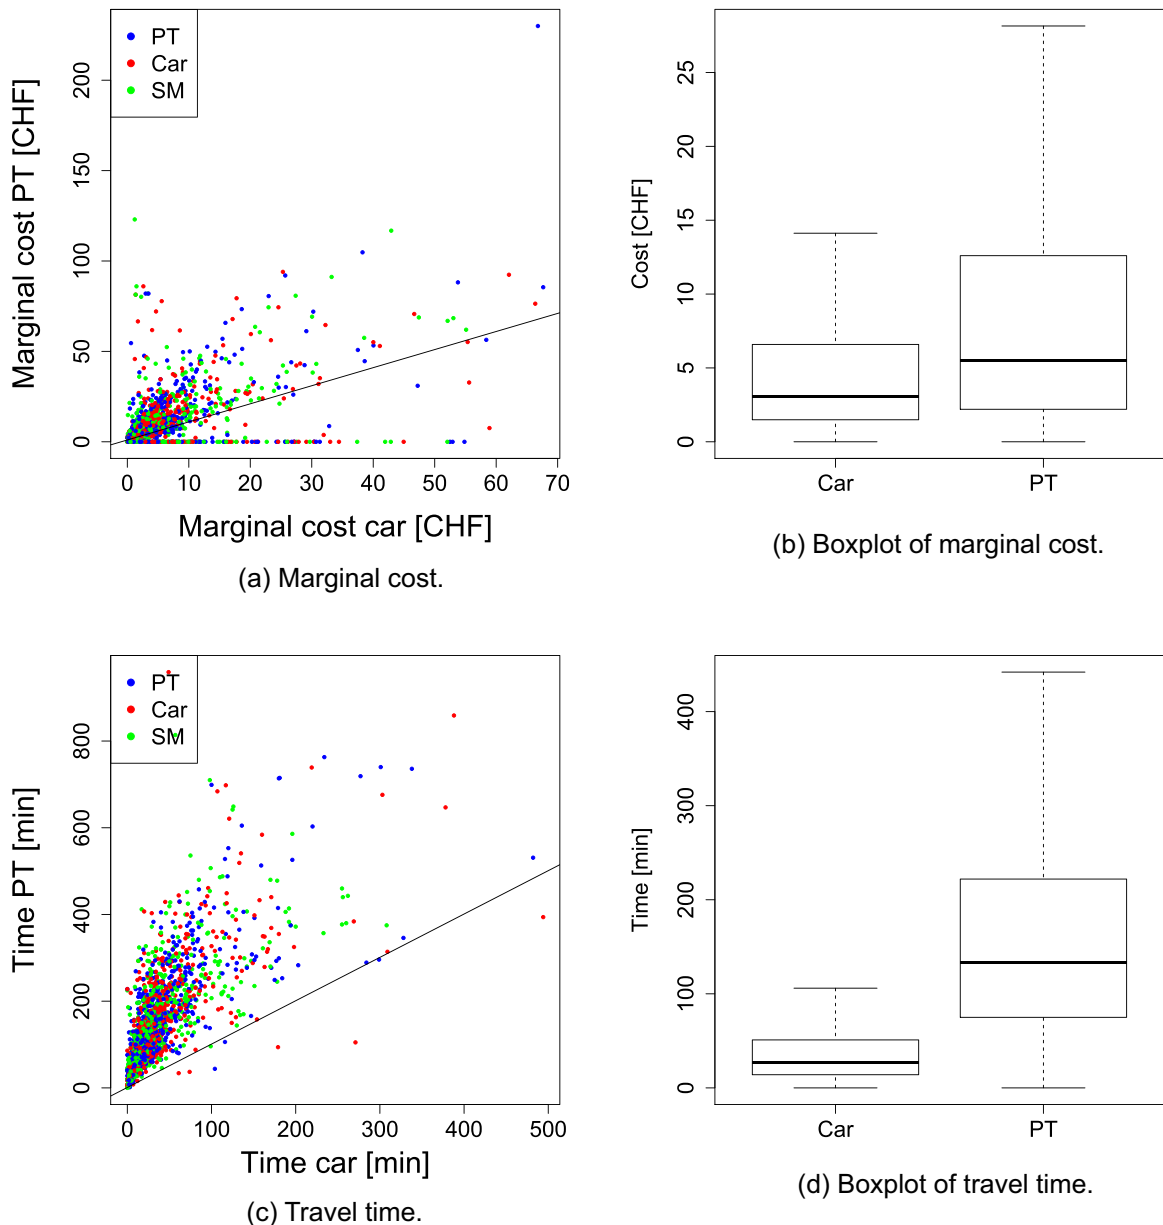 PT
Car
SM
Marginal cost PT [CHF]
0 50 100 150 200
0 10 20 30 40 50 60 70
Marginal cost car [CHF]
(a) Marginal cost.
Cost [CHF]
0 5 10 15 20 25
Car PT
(b) Boxplot of marginal cost.
PT
Car
SM
Time PT [min]
0 200 400 600 800
0 100 200 300 400 500
Time car [min]
(c) Travel time.
Time [min]
0 100 200 300 400
Car PT
(d) Boxplot of travel time.